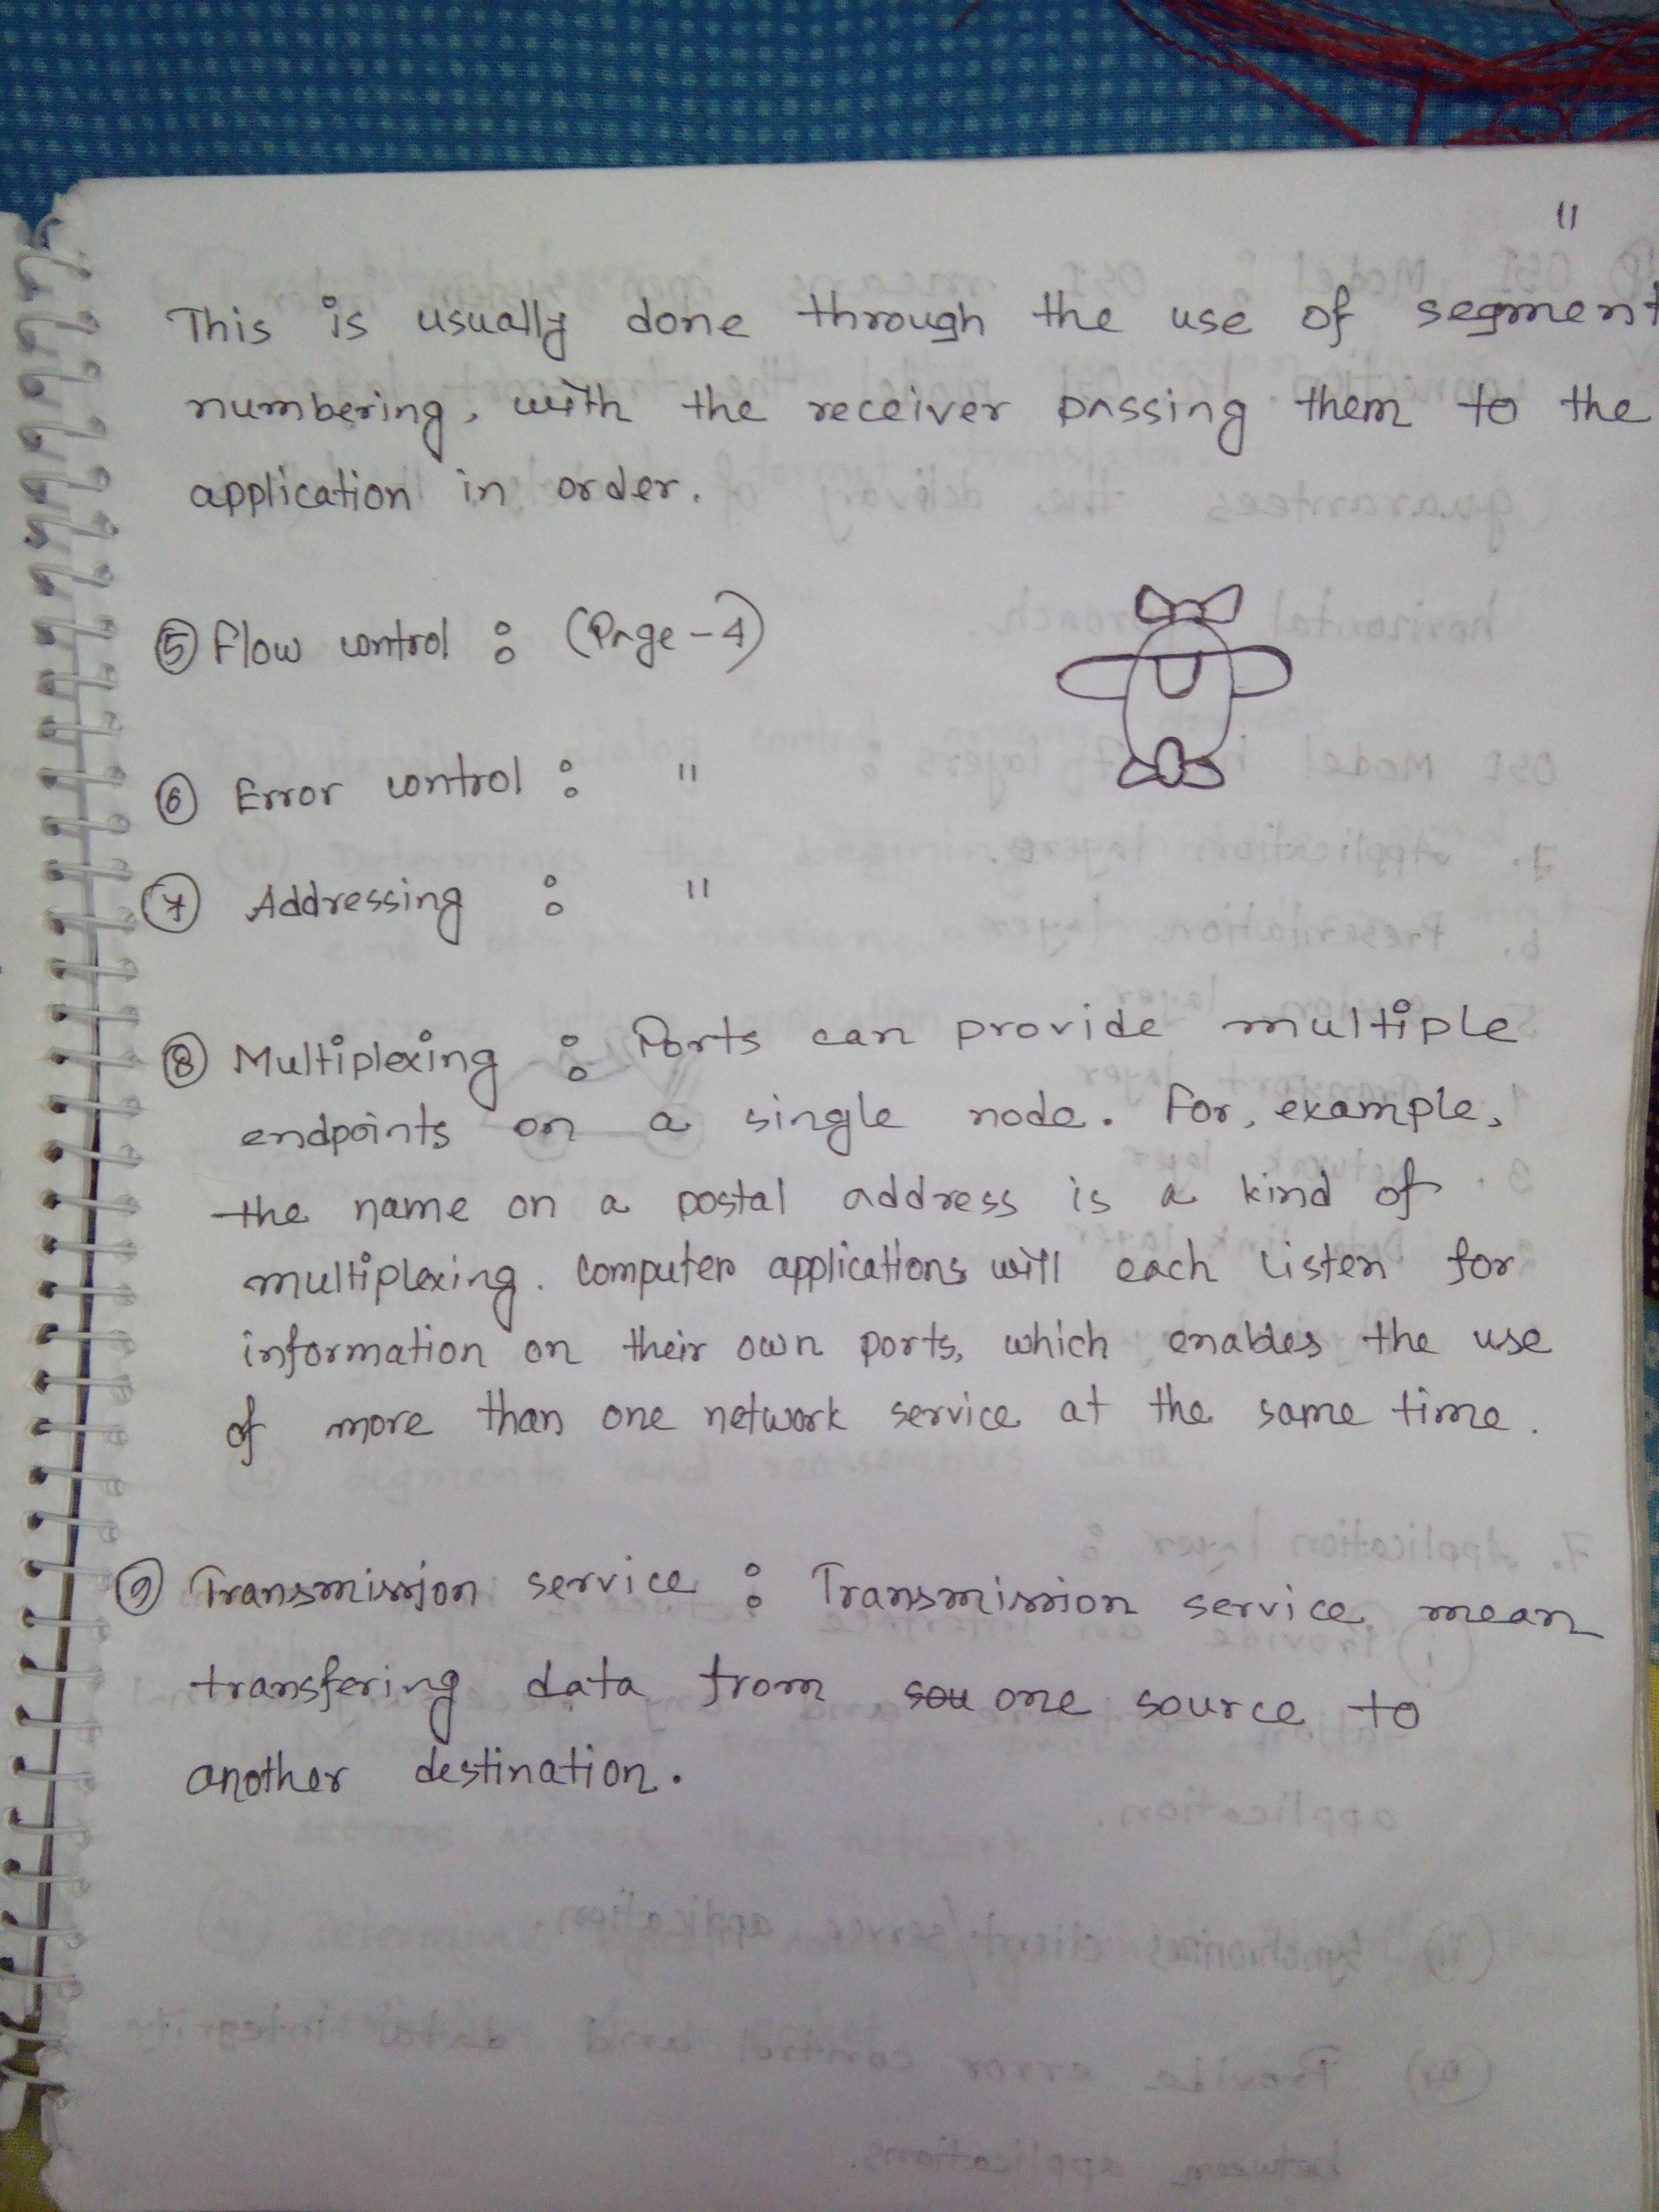 11
This is usually done through the use of segment
numbering, with the receiver passing them to the
application in order.
⑤ Flow control : (Page-4)
⑥ Error control : "
⑦ Addressing : "
⑧ Multiplexing : Ports can provide multiple
endpoints on a single node. For, example,
the name on a postal address is a kind of
multiplexing. computer applications will each listen for
information on their own ports, which enables the use
of more than one network service at the same time.
⑨ Transmission service : Transmission service mean
transfering data from sou one source to
another destination.